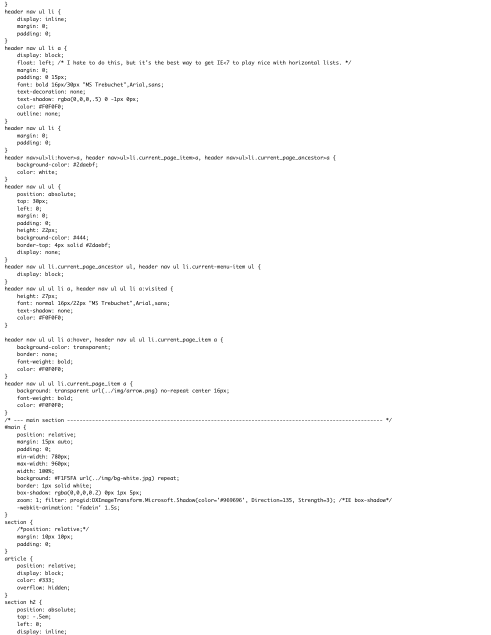 }
header nav ul li {
    display: inline;
    margin: 0;
    padding: 0;
}
header nav ul li a {
    display: block;
    float: left; /* I hate to do this, but it's the best way to get IE<7 to play nice with horizontal lists. */
    margin: 0;
    padding: 0 15px;
    font: bold 16px/30px "MS Trebuchet",Arial,sans;
    text-decoration: none;
    text-shadow: rgba(0,0,0,.5) 0 -1px 0px;
    color: #F0F0F0;
    outline: none;
}
header nav ul li {
    margin: 0;
    padding: 0;
}
header nav>ul>li:hover>a, header nav>ul>li.current_page_item>a, header nav>ul>li.current_page_ancestor>a {
    background-color: #2daebf;
    color: white;
}
header nav ul ul {
    position: absolute;
    top: 30px;
    left: 0;
    margin: 0;
    padding: 0;
    height: 22px;
    background-color: #444;
    border-top: 4px solid #2daebf;
    display: none;
}
header nav ul li.current_page_ancestor ul, header nav ul li.current-menu-item ul {
    display: block;
}
header nav ul ul li a, header nav ul ul li a:visited {
    height: 27px;
    font: normal 16px/22px "MS Trebuchet",Arial,sans;
    text-shadow: none;
    color: #F0F0F0;
}

header nav ul ul li a:hover, header nav ul ul li.current_page_item a {
    background-color: transparent;
    border: none;
    font-weight: bold;
    color: #F0F0F0;
}
header nav ul ul li.current_page_item a {
    background: transparent url(../img/arrow.png) no-repeat center 16px;
    font-weight: bold;
    color: #F0F0F0;
}
/* --- main section ---------------------------------------------------------------------------------------------------- */
#main {
    position: relative;
    margin: 15px auto;
    padding: 0;
    min-width: 780px;
    max-width: 960px;
    width: 100%;
    background: #F1F5FA url(../img/bg-white.jpg) repeat;
    border: 1px solid white;
    box-shadow: rgba(0,0,0,0.2) 0px 1px 5px;
    zoom: 1; filter: progid:DXImageTransform.Microsoft.Shadow(color='#969696', Direction=135, Strength=3); /*IE box-shadow*/
    -webkit-animation: 'fadein' 1.5s;
}
section {
    /*position: relative;*/
    margin: 10px 10px;
    padding: 0;
}
article {
    position: relative;
    display: block;
    color: #333;
    overflow: hidden;
}
section h2 {
    position: absolute;
    top: -.5em;
    left: 0;
    display: inline;